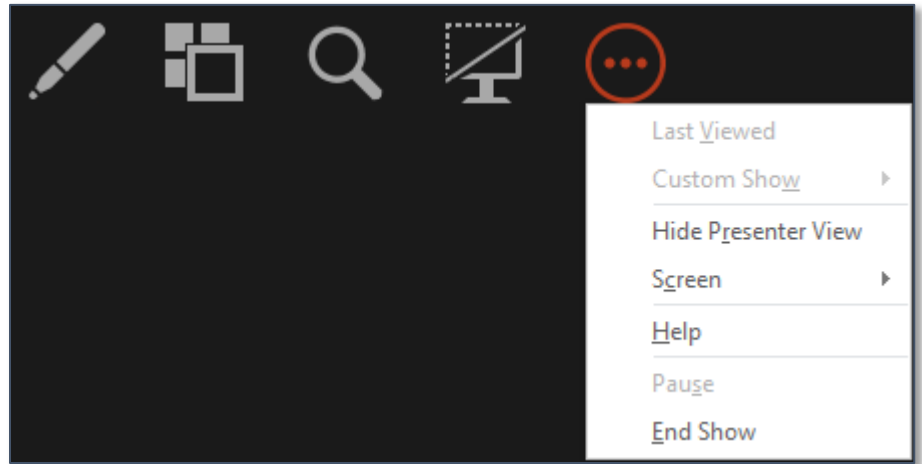 Last Viewed
Custom Show
Hide Presenter View
Screen
Help
Pause
End Show